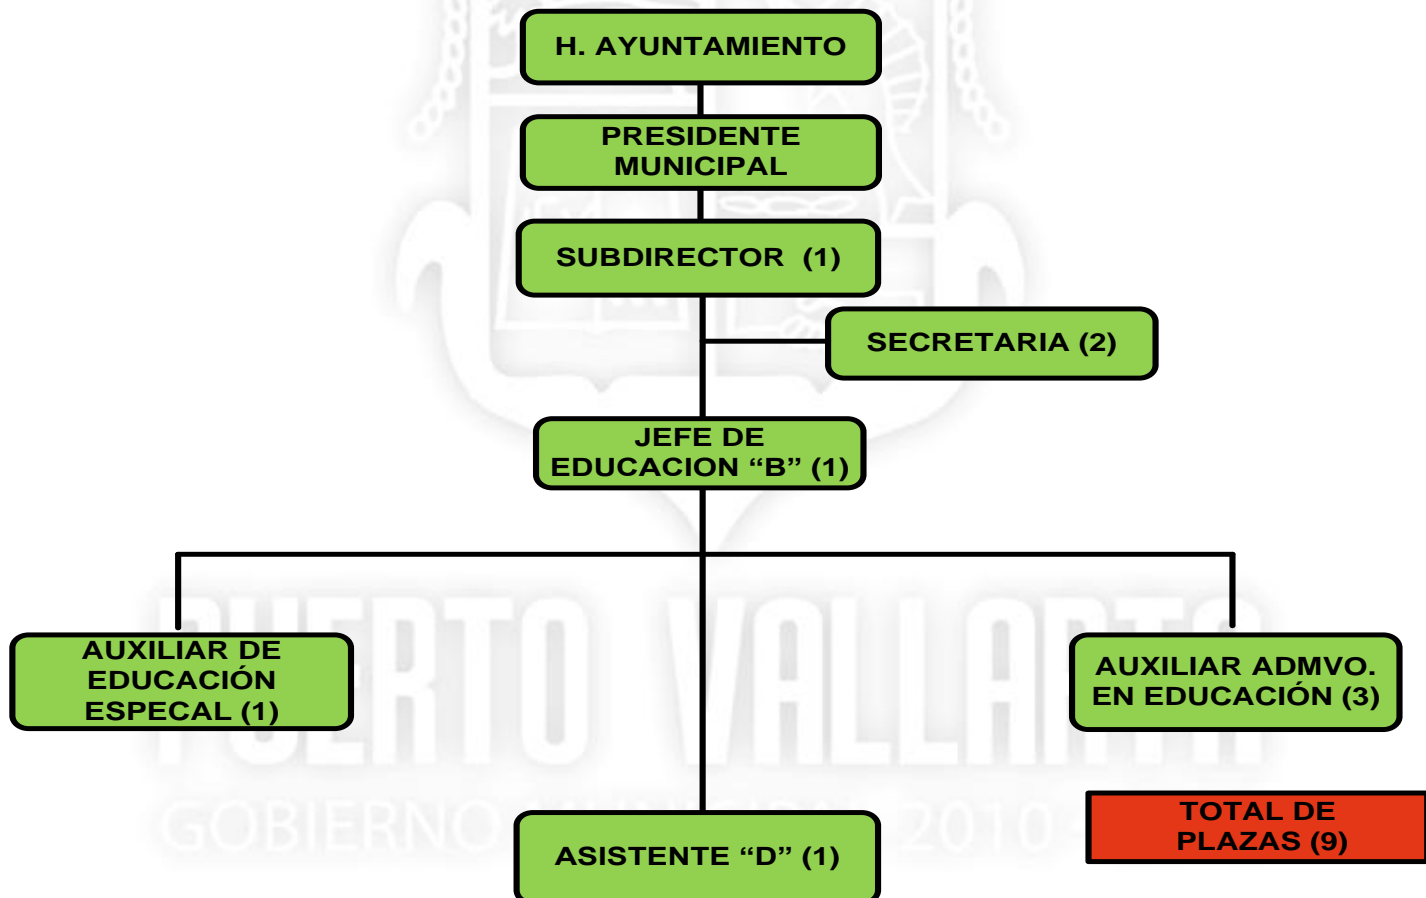 H. AYUNTAMIENTO
PRESIDENTE
MUNICIPAL
SUBDIRECTOR (1)
SECRETARIA (2)
JEFE DE
EDUCACION “B” (1)
AUXILIAR DE
EDUCACIÓN
ESPECAL (1)
AUXILIAR ADMVO.
EN EDUCACIÓN (3)
PUERTO VALLARTA
TOTAL DE
PLAZAS (9)
GOBIERNO 2010
ASISTENTE “D” (1)